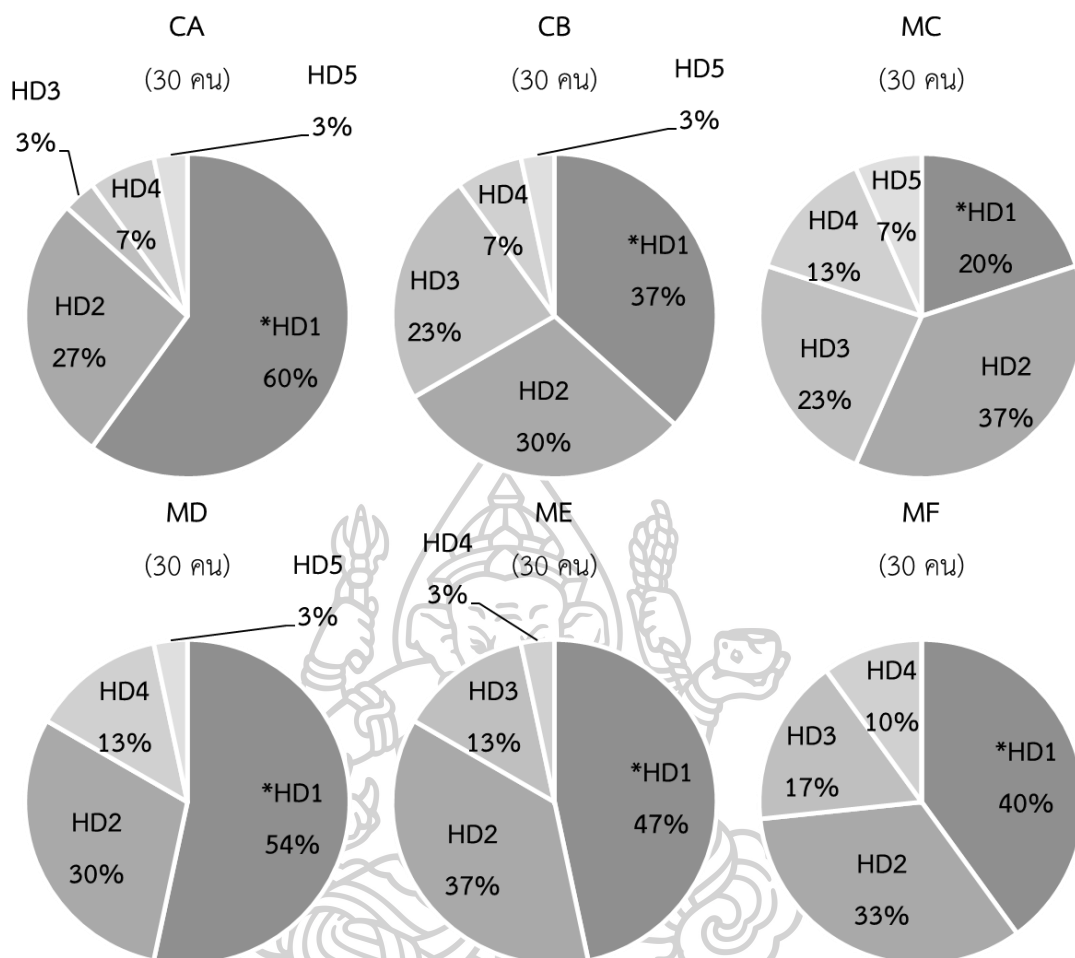 CA
(30 คน)
HD3
3%
HD5
3%
HD4
7%
HD2
27%
*HD1
60%
CB
(30 คน)
HD5
3%
HD4
7%
HD3
23%
*HD1
37%
HD2
30%
MC
(30 คน)
HD5
7%
HD4
13%
*HD1
20%
HD3
23%
HD2
37%
MD
(30 คน)
HD5
3%
HD4
13%
HD2
30%
*HD1
54%
ME
(30 คน)
HD4
3%
HD3
13%
*HD1
47%
HD2
37%
MF
(30 คน)
HD4
10%
HD3
17%
*HD1
40%
HD2
33%